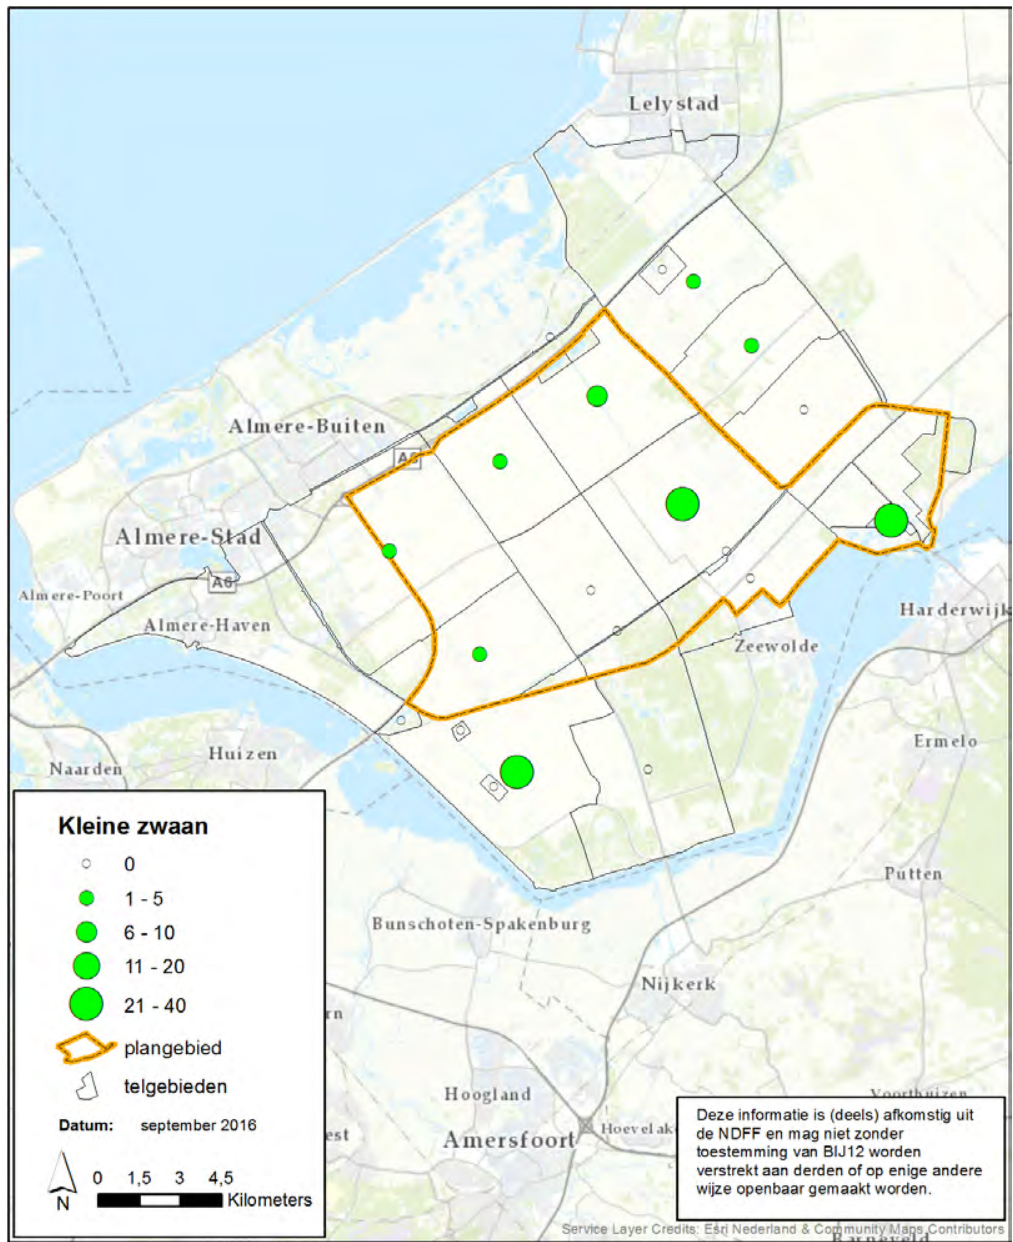 Lelystad
Almere-Buiten
A6
Almere-Stad
A6
Almere-Poort
Almere-Haven
Harderwijk
Zeewolde
Huizen
Naarden
Ermelo
Putten
Bunschoten-Spakenburg
Nijkerk
Hoogland
Amersfoort
Voorthuizen
Barneveld
Kleine zwaan
0
1 - 5
6 - 10
11 - 20
21 - 40
plangebied
telgebieden
Datum: september 2016
N
0 1,5 3 4,5
Kilometers
Deze informatie is (deels) afkomstig uit
de NDFF en mag niet zonder
toestemming van BIJ12 worden
verstrekt aan derden of op enige andere
wijze openbaar gemaakt worden.
Service Layer Credits: Esri Nederland & Community Maps Contributors